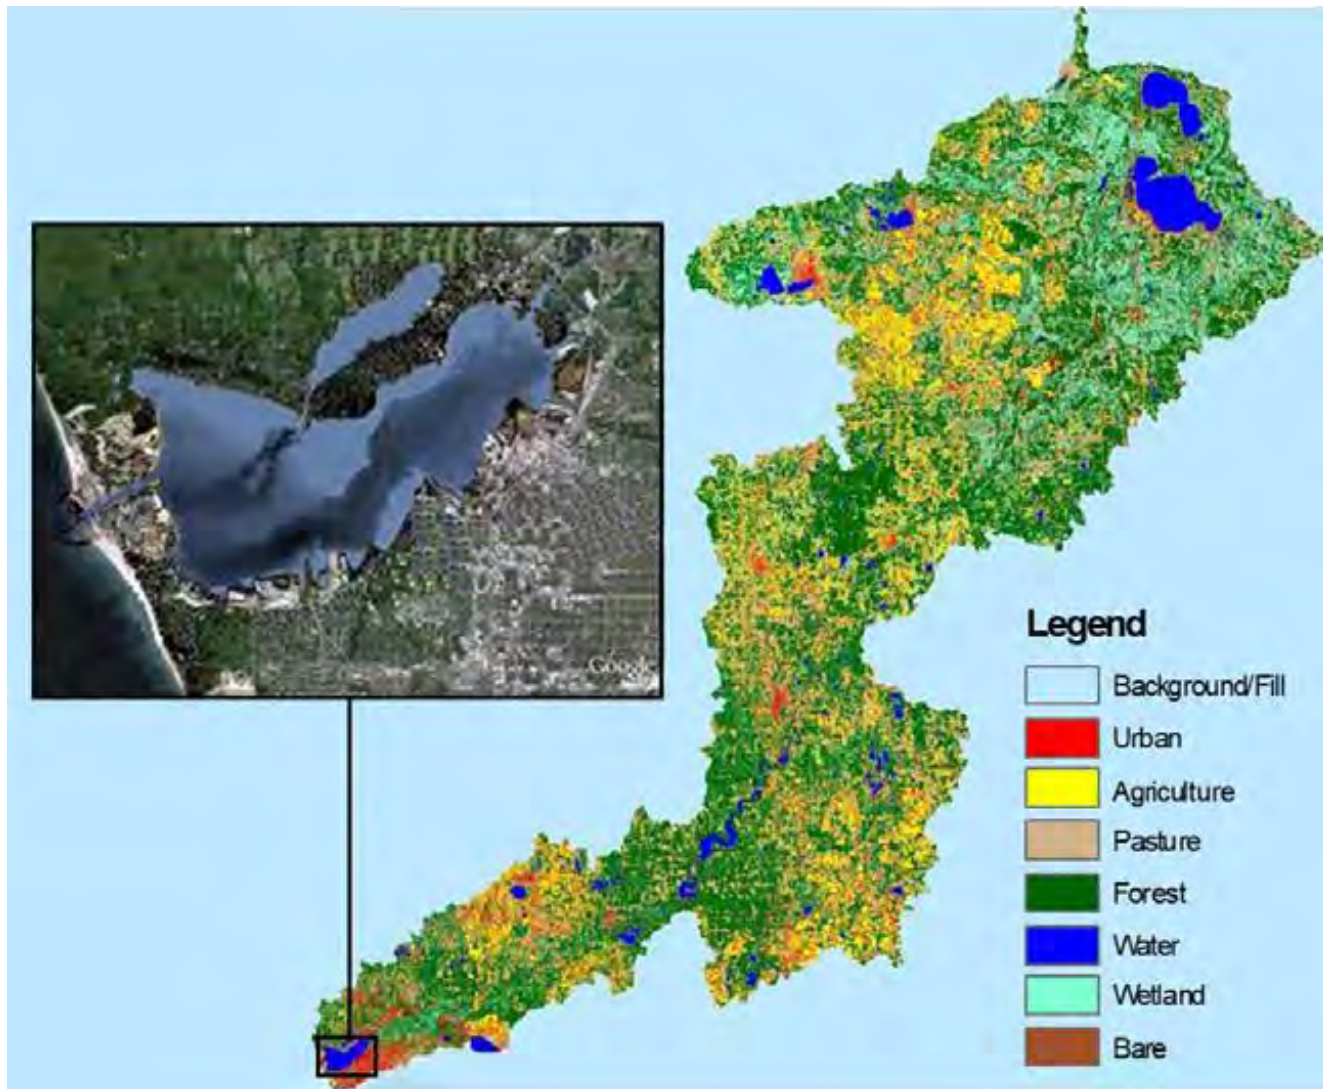 Google
Legend
Background/Fill
Urban
Agriculture
Pasture
Forest
Water
Wetland
Bare